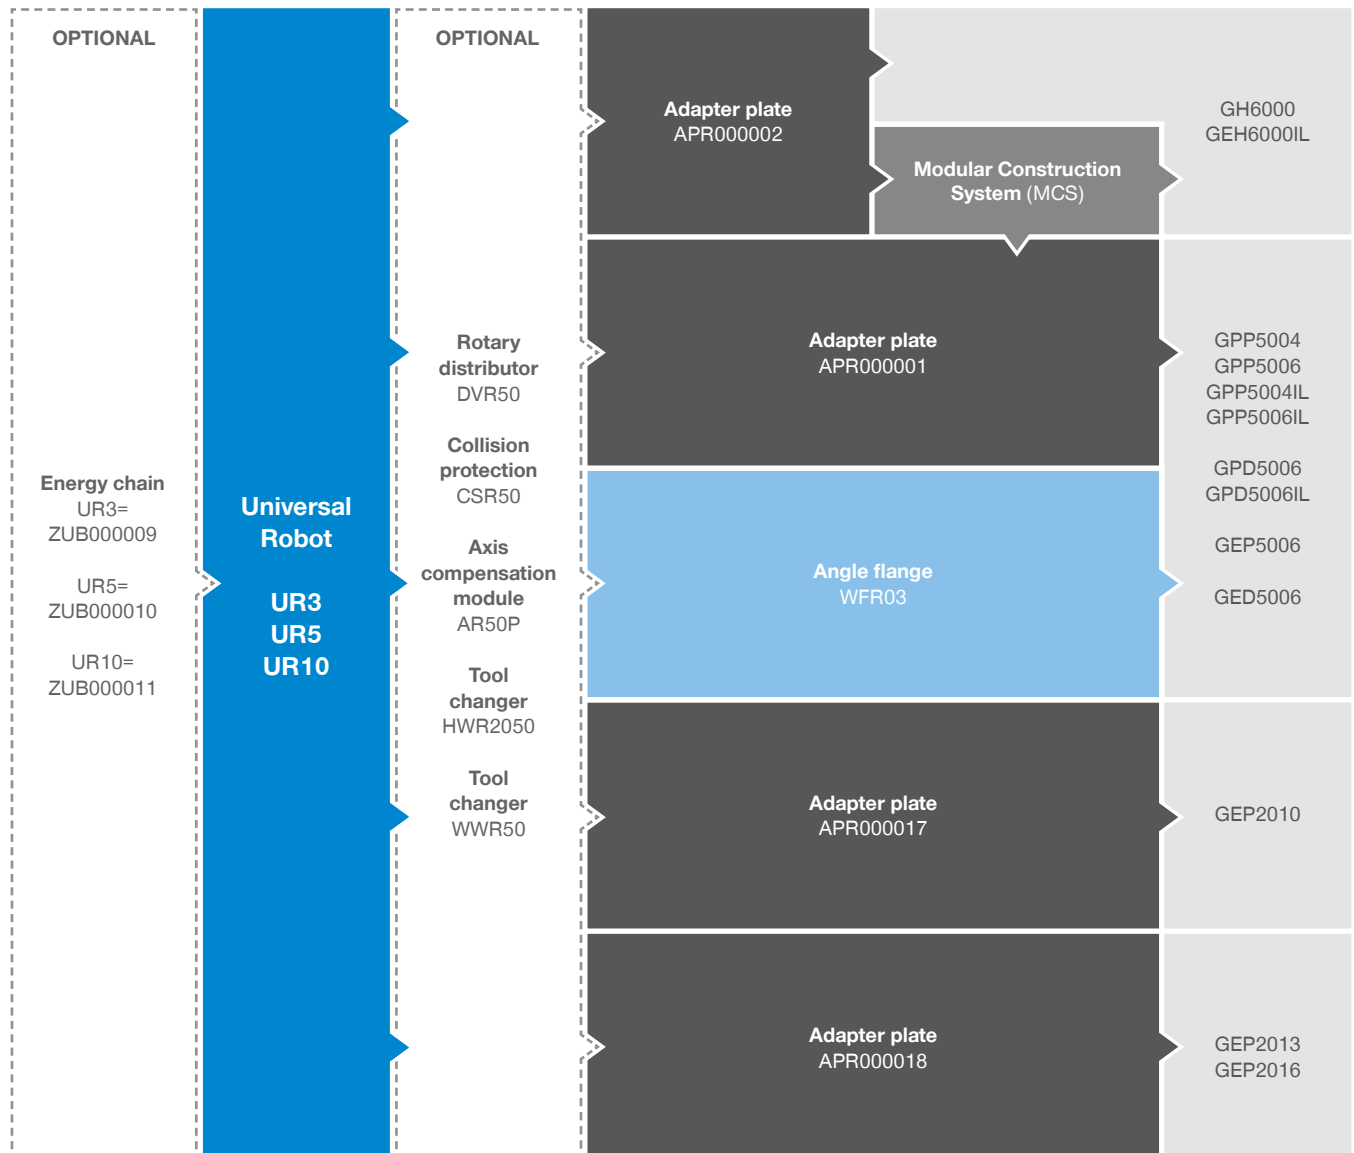 OPTIONAL
Energy chain
UR3=
ZUB000009
UR5=
ZUB000010
UR10=
ZUB000011
Universal
Robot
UR3
UR5
UR10
OPTIONAL
Rotary
distributor
DVR50
Collision
protection
CSR50
Axis
compensation
module
AR50P
Tool
changer
HWR2050
Tool
changer
WWR50
Adapter plate
APR000002
Modular Construction
System (MCS)
GH6000
GEH6000IL
Adapter plate
APR000001
Angle flange
WFR03
GPP5004
GPP5006
GPP5004IL
GPP5006IL
GPD5006
GPD5006IL
GEP5006
GED5006
Adapter plate
APR000017
GEP2010
Adapter plate
APR000018
GEP2013
GEP2016